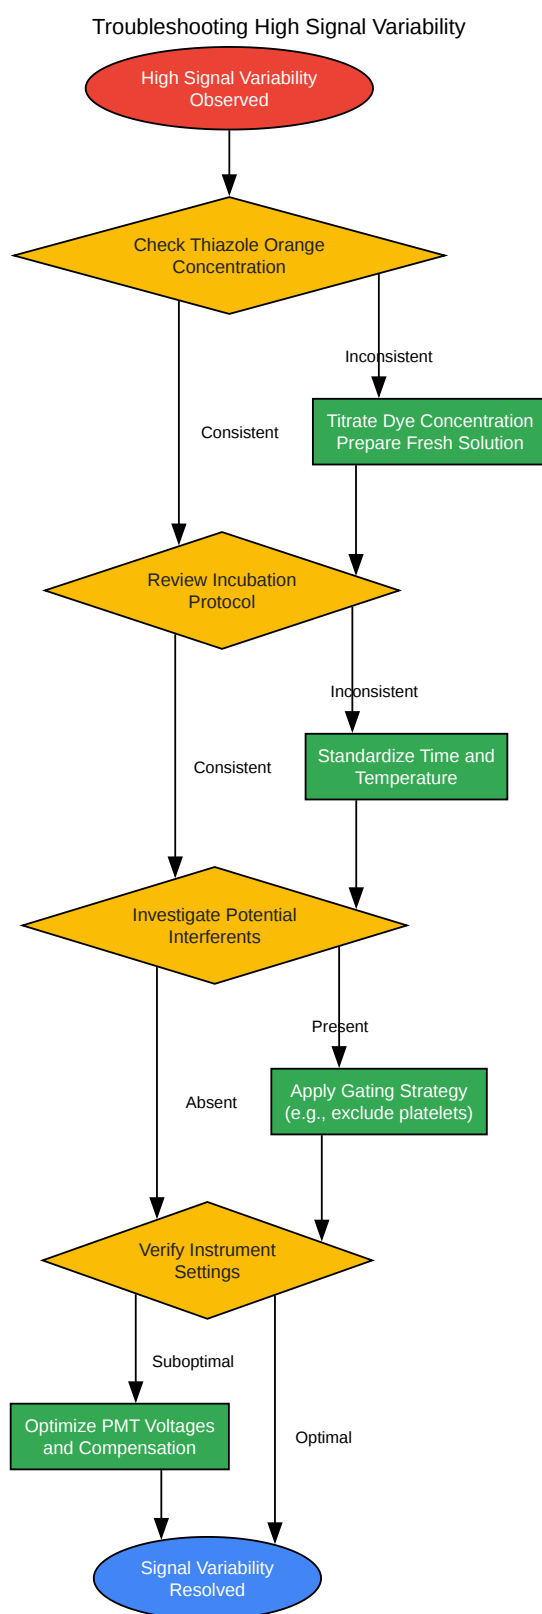 Troubleshooting High Signal Variability
High Signal Variability
Observed
Check Thiazole Orange
Concentration
Inconsistent
Titrate Dye Concentration
Prepare Fresh Solution
Consistent
Review Incubation
Protocol
Inconsistent
Standardize Time and
Temperature
Consistent
Investigate Potential
Interferents
Present
Apply Gating Strategy
(e.g., exclude platelets)
Absent
Verify Instrument
Settings
Suboptimal
Optimize PMT Voltages
and Compensation
Optimal
Signal Variability
Resolved